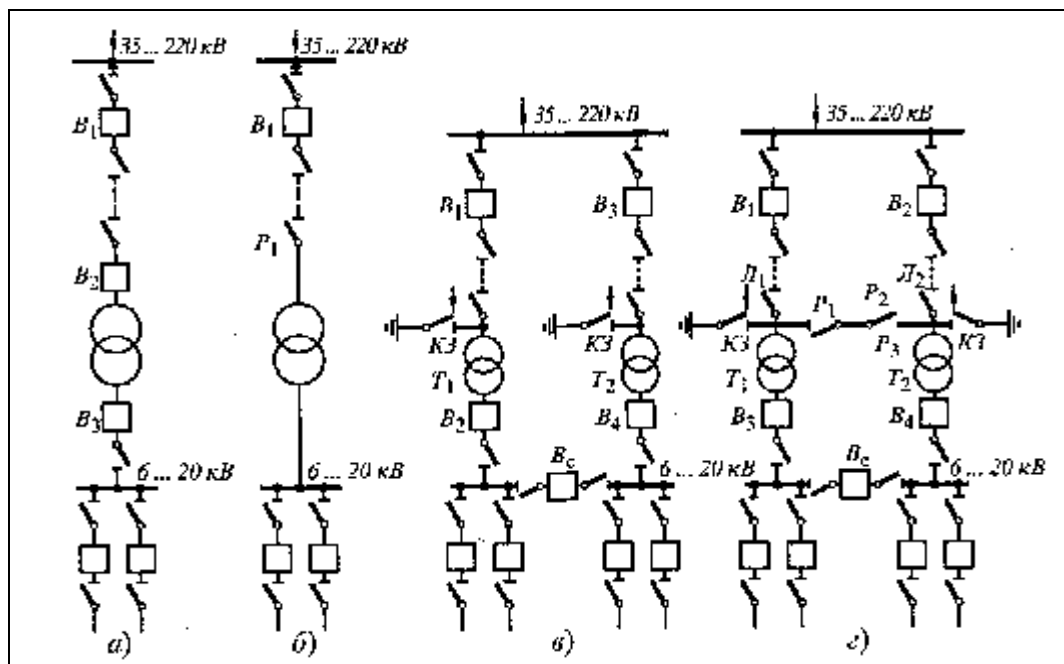 35 ... 220 кВ
35 ... 220 кВ
35 ... 220 кВ
35 ... 220 кВ
В1
В1
В1
В3
В1
В2
Р1
В2
Л1
Л2
Р1
Р2
КЗ
КЗ
КЗ
Р3
КЗ
Т1
Т2
Т1
Т2
В3
В2
В4
В3
В4
6 ... 20 кВ
6 ... 20 кВ
Вс
6 ... 20 кВ
Вс
6 ... 20 кВ
а)
б)
в)
г)